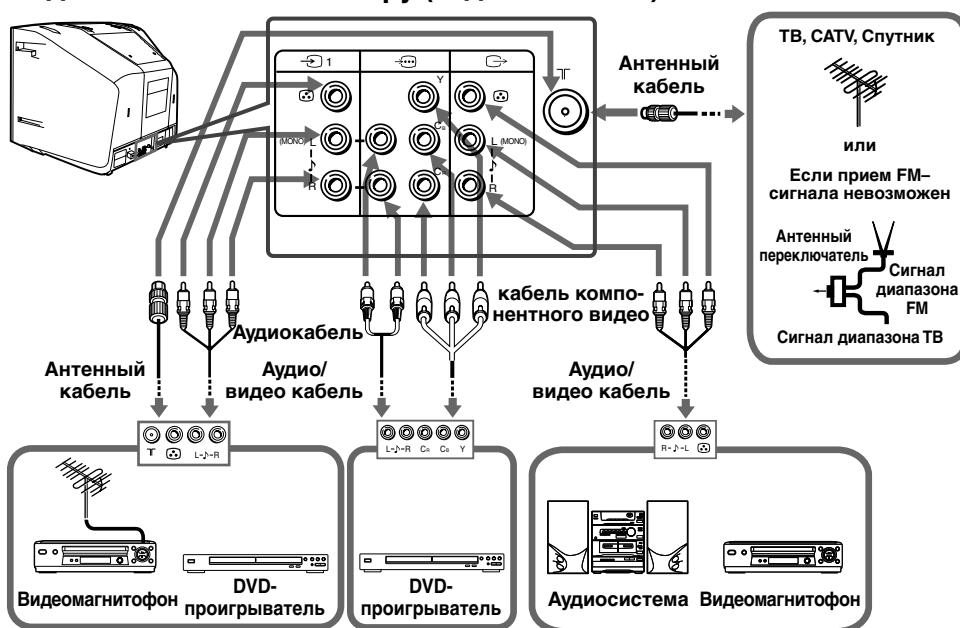 1
Y
(MONO)
L
R
CB
CR
L (MONO)
R
Антенный
кабель
ТВ, CATV, Спутник
или
Если прием FM–
сигнала невозможен
Антенный
переключатель
Сигнал
диапазона
FM
Сигнал диапазона ТВ
кабель компо-
нентного видео
Аудиокабель
Антенный
кабель
Аудио/
видео кабель
Аудио/
видео кабель
L-♪-R
L-♪-R CR CB Y
R-♪-L
Видеомагнитофон
DVD-
проигрыватель
DVD-
проигрыватель
Аудиосистема
Видеомагнитофон